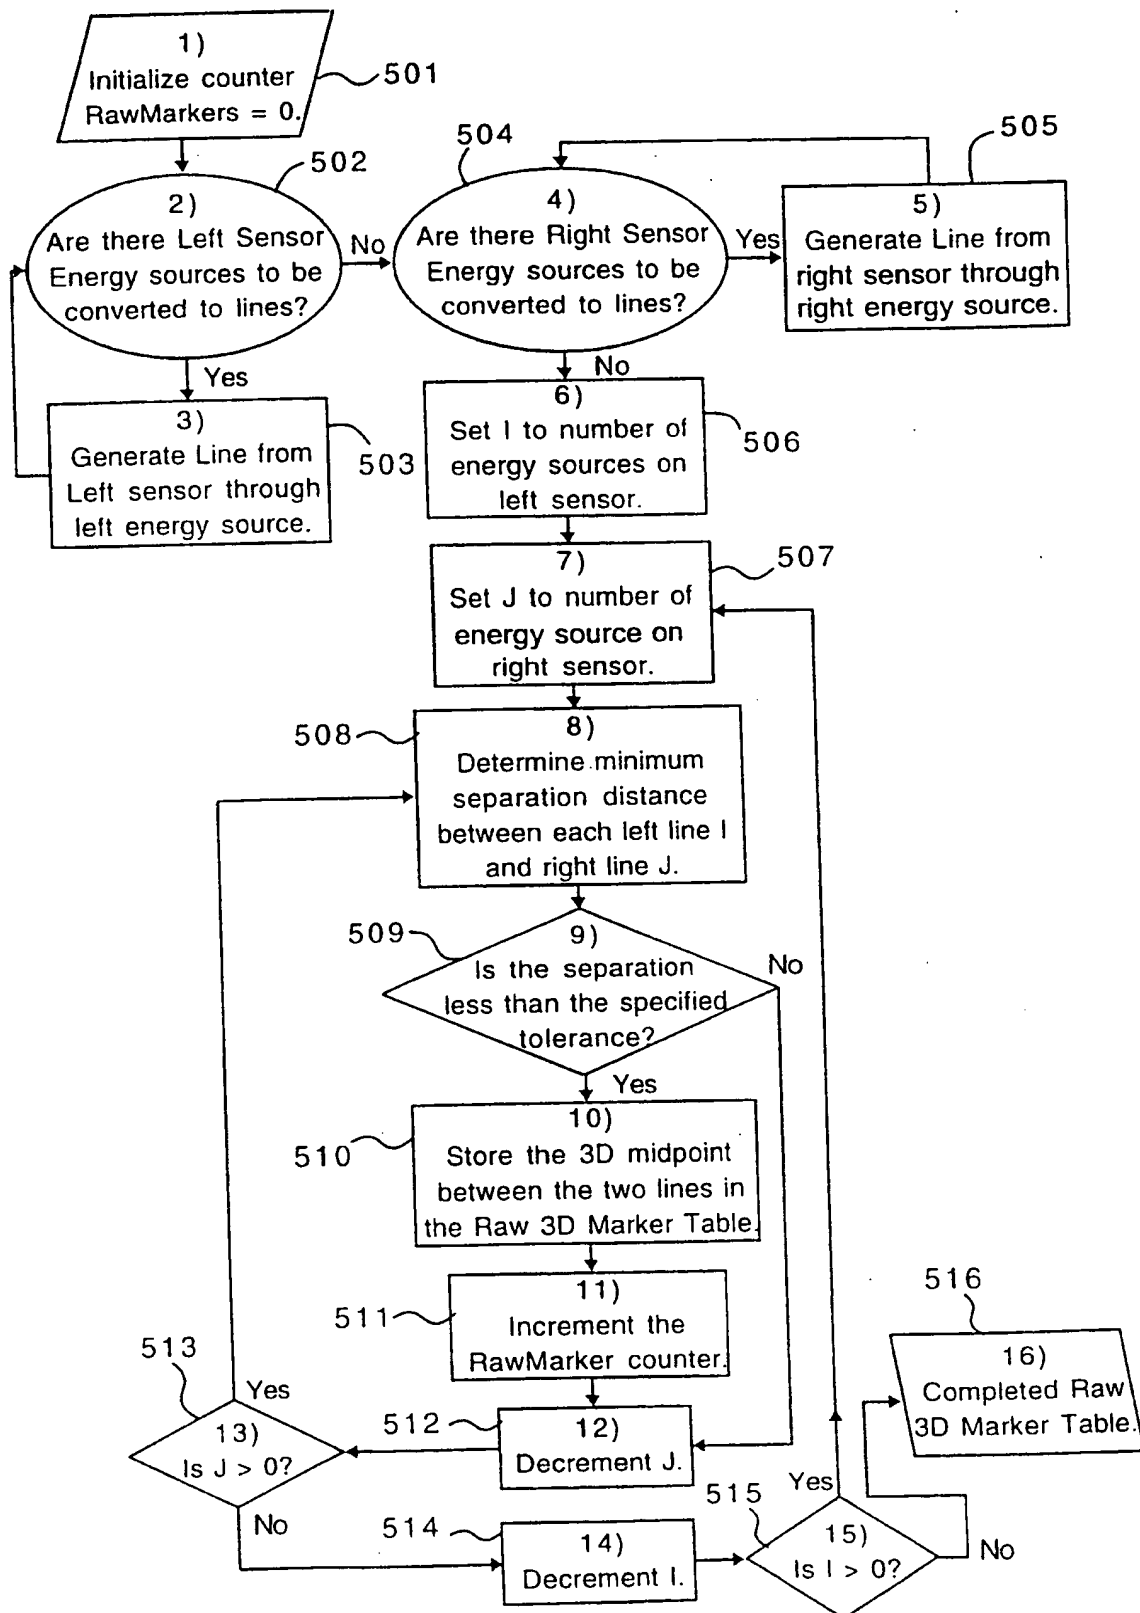 1)
Initialize counter
RawMarkers = 0.
501
502
2)
Are there Left Sensor
Energy sources to be
converted to lines?
No
Yes
3)
Generate Line from
Left sensor through
left energy source.
503
504
4)
Are there Right Sensor
Energy sources to be
converted to lines?
Yes
No
505
5)
Generate Line from
right sensor through
right energy source.
6)
Set I to number of
energy sources on
left sensor.
506
7)
Set J to number of
energy source on
right sensor.
507
508
8)
Determine minimum
separation distance
between each left line I
and right line J.
509
9)
Is the separation
less than the specified
tolerance?
No
Yes
510
10)
Store the 3D midpoint
between the two lines in
the Raw 3D Marker Table.
511
11)
Increment the
RawMarker counter.
512
12)
Decrement J.
513
Yes
13)
Is J > 0?
No
514
14)
Decrement I.
515
Yes
15)
Is I > 0?
No
516
16)
Completed Raw
3D Marker Table.